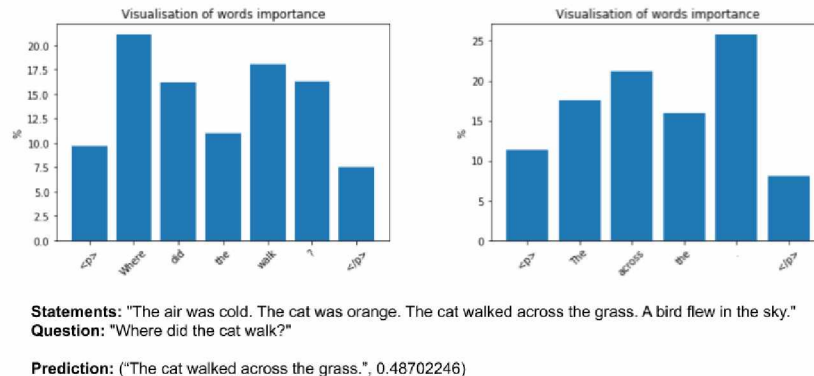 Visualisation of words importance
Visualisation of words importance
20.0
17.5
15.0
12.5
10.0
7.5
5.0
2.5
0.0
%
<p>
Where
did
the
walk
?
</p>
25
20
15
10
5
0
%
<p>
The
across
the
.
</p>
Statements: "The air was cold. The cat was orange. The cat walked across the grass. A bird flew in the sky."
Question: "Where did the cat walk?"
Prediction: ("The cat walked across the grass.", 0.48702246)